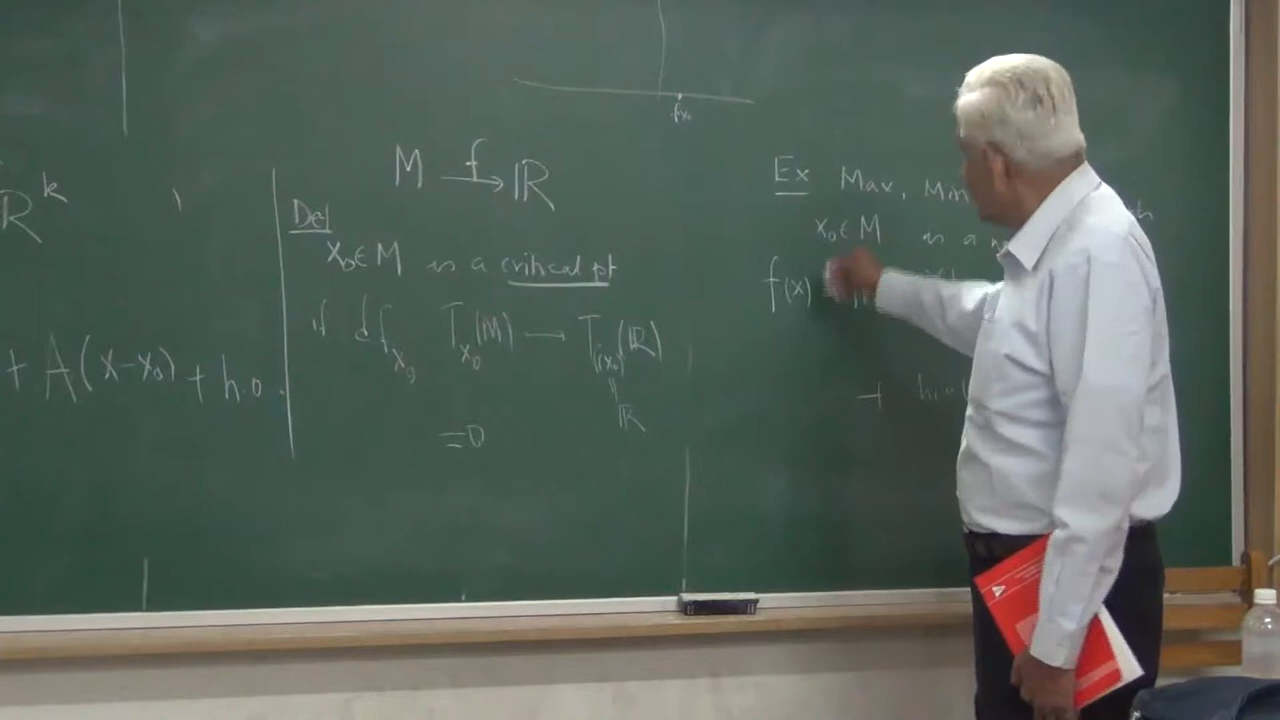 ℝ^k
+ A(x-x₀) + h.o.
M —f→ ℝ
Def
x₀ ∈ M is a critical pt
if df_{x₀} T_{x₀}(M) → T_{f(x₀)}(ℝ)
=
ℝ
=0
f(x₀)
Ex Max, Min
x₀ ∈ M is a
f(x)
+